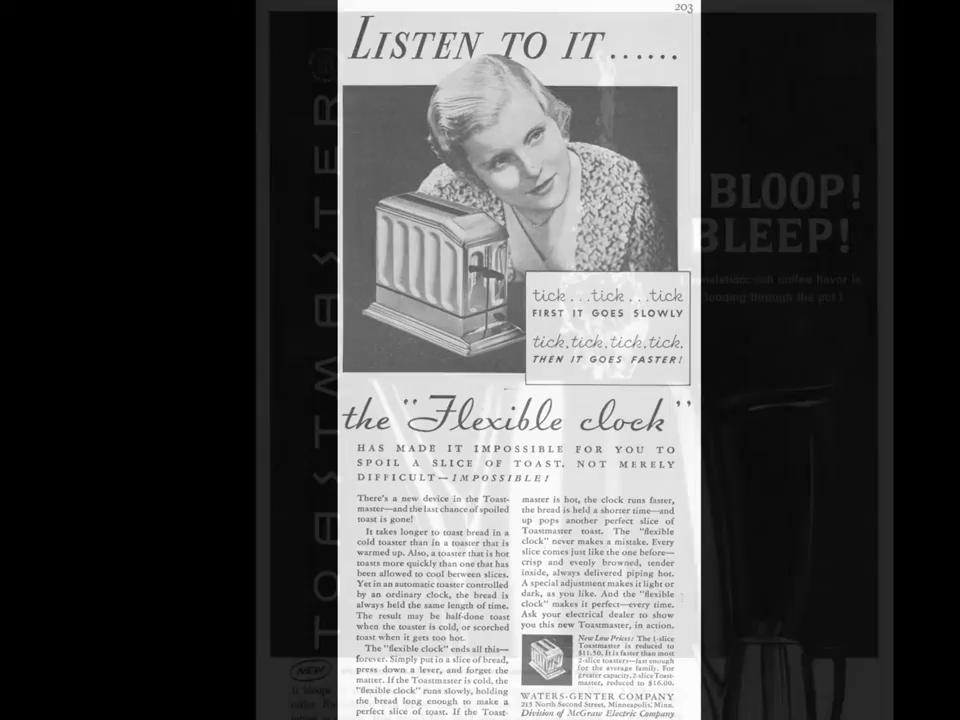 203
LISTEN TO IT......
tick...tick...tick
FIRST IT GOES SLOWLY
tick, tick, tick, tick,
THEN IT GOES FASTER!
the "Flexible clock"
HAS MADE IT IMPOSSIBLE FOR YOU TO
SPOIL A SLICE OF TOAST. NOT MERELY
DIFFICULT—IMPOSSIBLE!
There's a new device in the Toast-
master—and the last chance of spoiled
toast is gone!
It takes longer to toast bread in a
cold toaster than in a toaster that is
warmed up. Also, a toaster that is hot
toasts more quickly than one that has
been allowed to cool between slices.
Yet in an automatic toaster controlled
by an ordinary clock, the bread is
always held the same length of time.
The result may be half-done toast
when the toaster is cold, or scorched
toast when it gets too hot.
The "flexible clock" ends all this—
forever. Simply put in a slice of bread,
press down a lever, and forget the
matter. If the Toastmaster is cold, the
"flexible clock" runs slowly, holding
the bread long enough to make a
perfect slice of toast. If the Toast-
master is hot, the clock runs faster,
the bread is held a shorter time—and
up pops another perfect slice of
Toastmaster toast. The "flexible
clock" never makes a mistake. Every
slice comes just like the one before—
crisp and evenly browned, tender
inside, always delivered piping hot.
A special adjustment makes it light or
dark, as you like. And the "flexible
clock" makes it perfect—every time.
Ask your electrical dealer to show
you this new Toastmaster, in action.
New Low Prices: The 1-slice
Toastmaster is reduced to
$11.50. It is faster than most
2-slice toasters—fast enough
for the average family. For
greater capacity, 2-slice Toast-
master, reduced to $16.00.
WATERS-GENTER COMPANY
213 North Second Street, Minneapolis, Minn.
Division of McGraw Electric Company
TOASTMASTER
BLOOP!
BLEEP!
coffee flavor is
through the pot!
NEW
It bloops